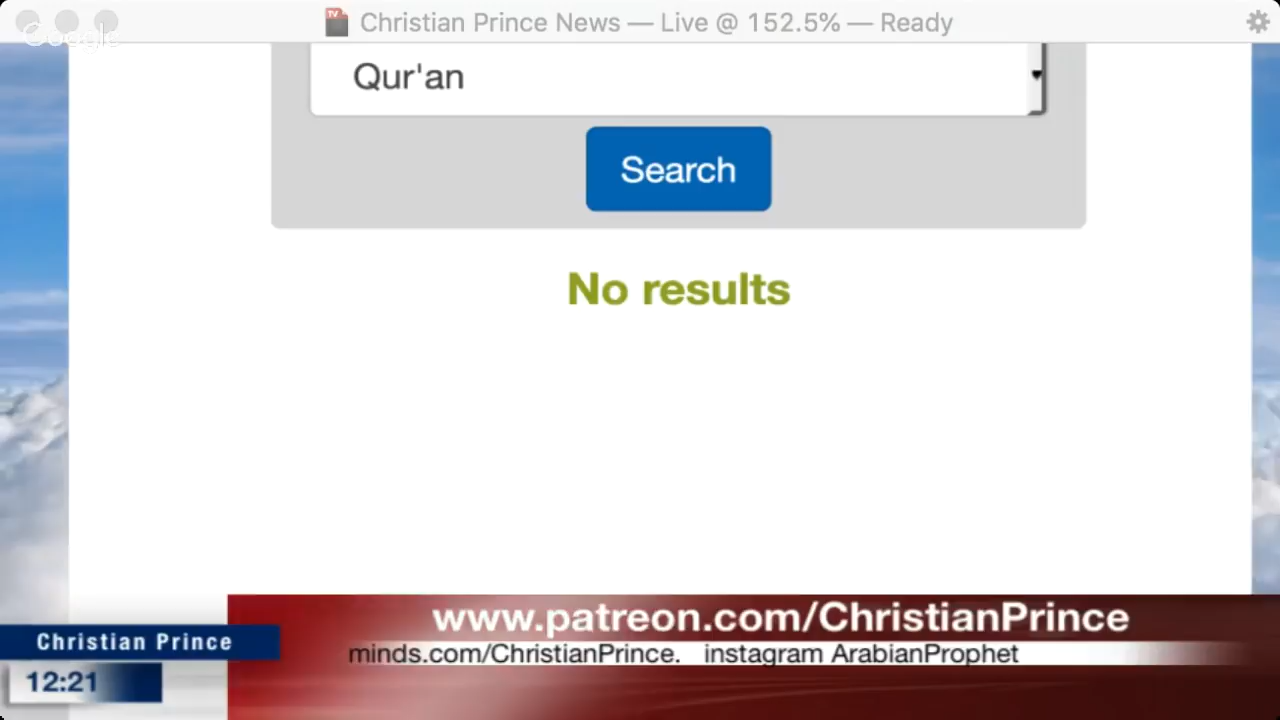 Christian Prince News — Live @ 152.5% — Ready
Google
Qur'an
Search
No results
www.patreon.com/ChristianPrince
Christian Prince
minds.com/ChristianPrince. instagram ArabianProphet
12:21